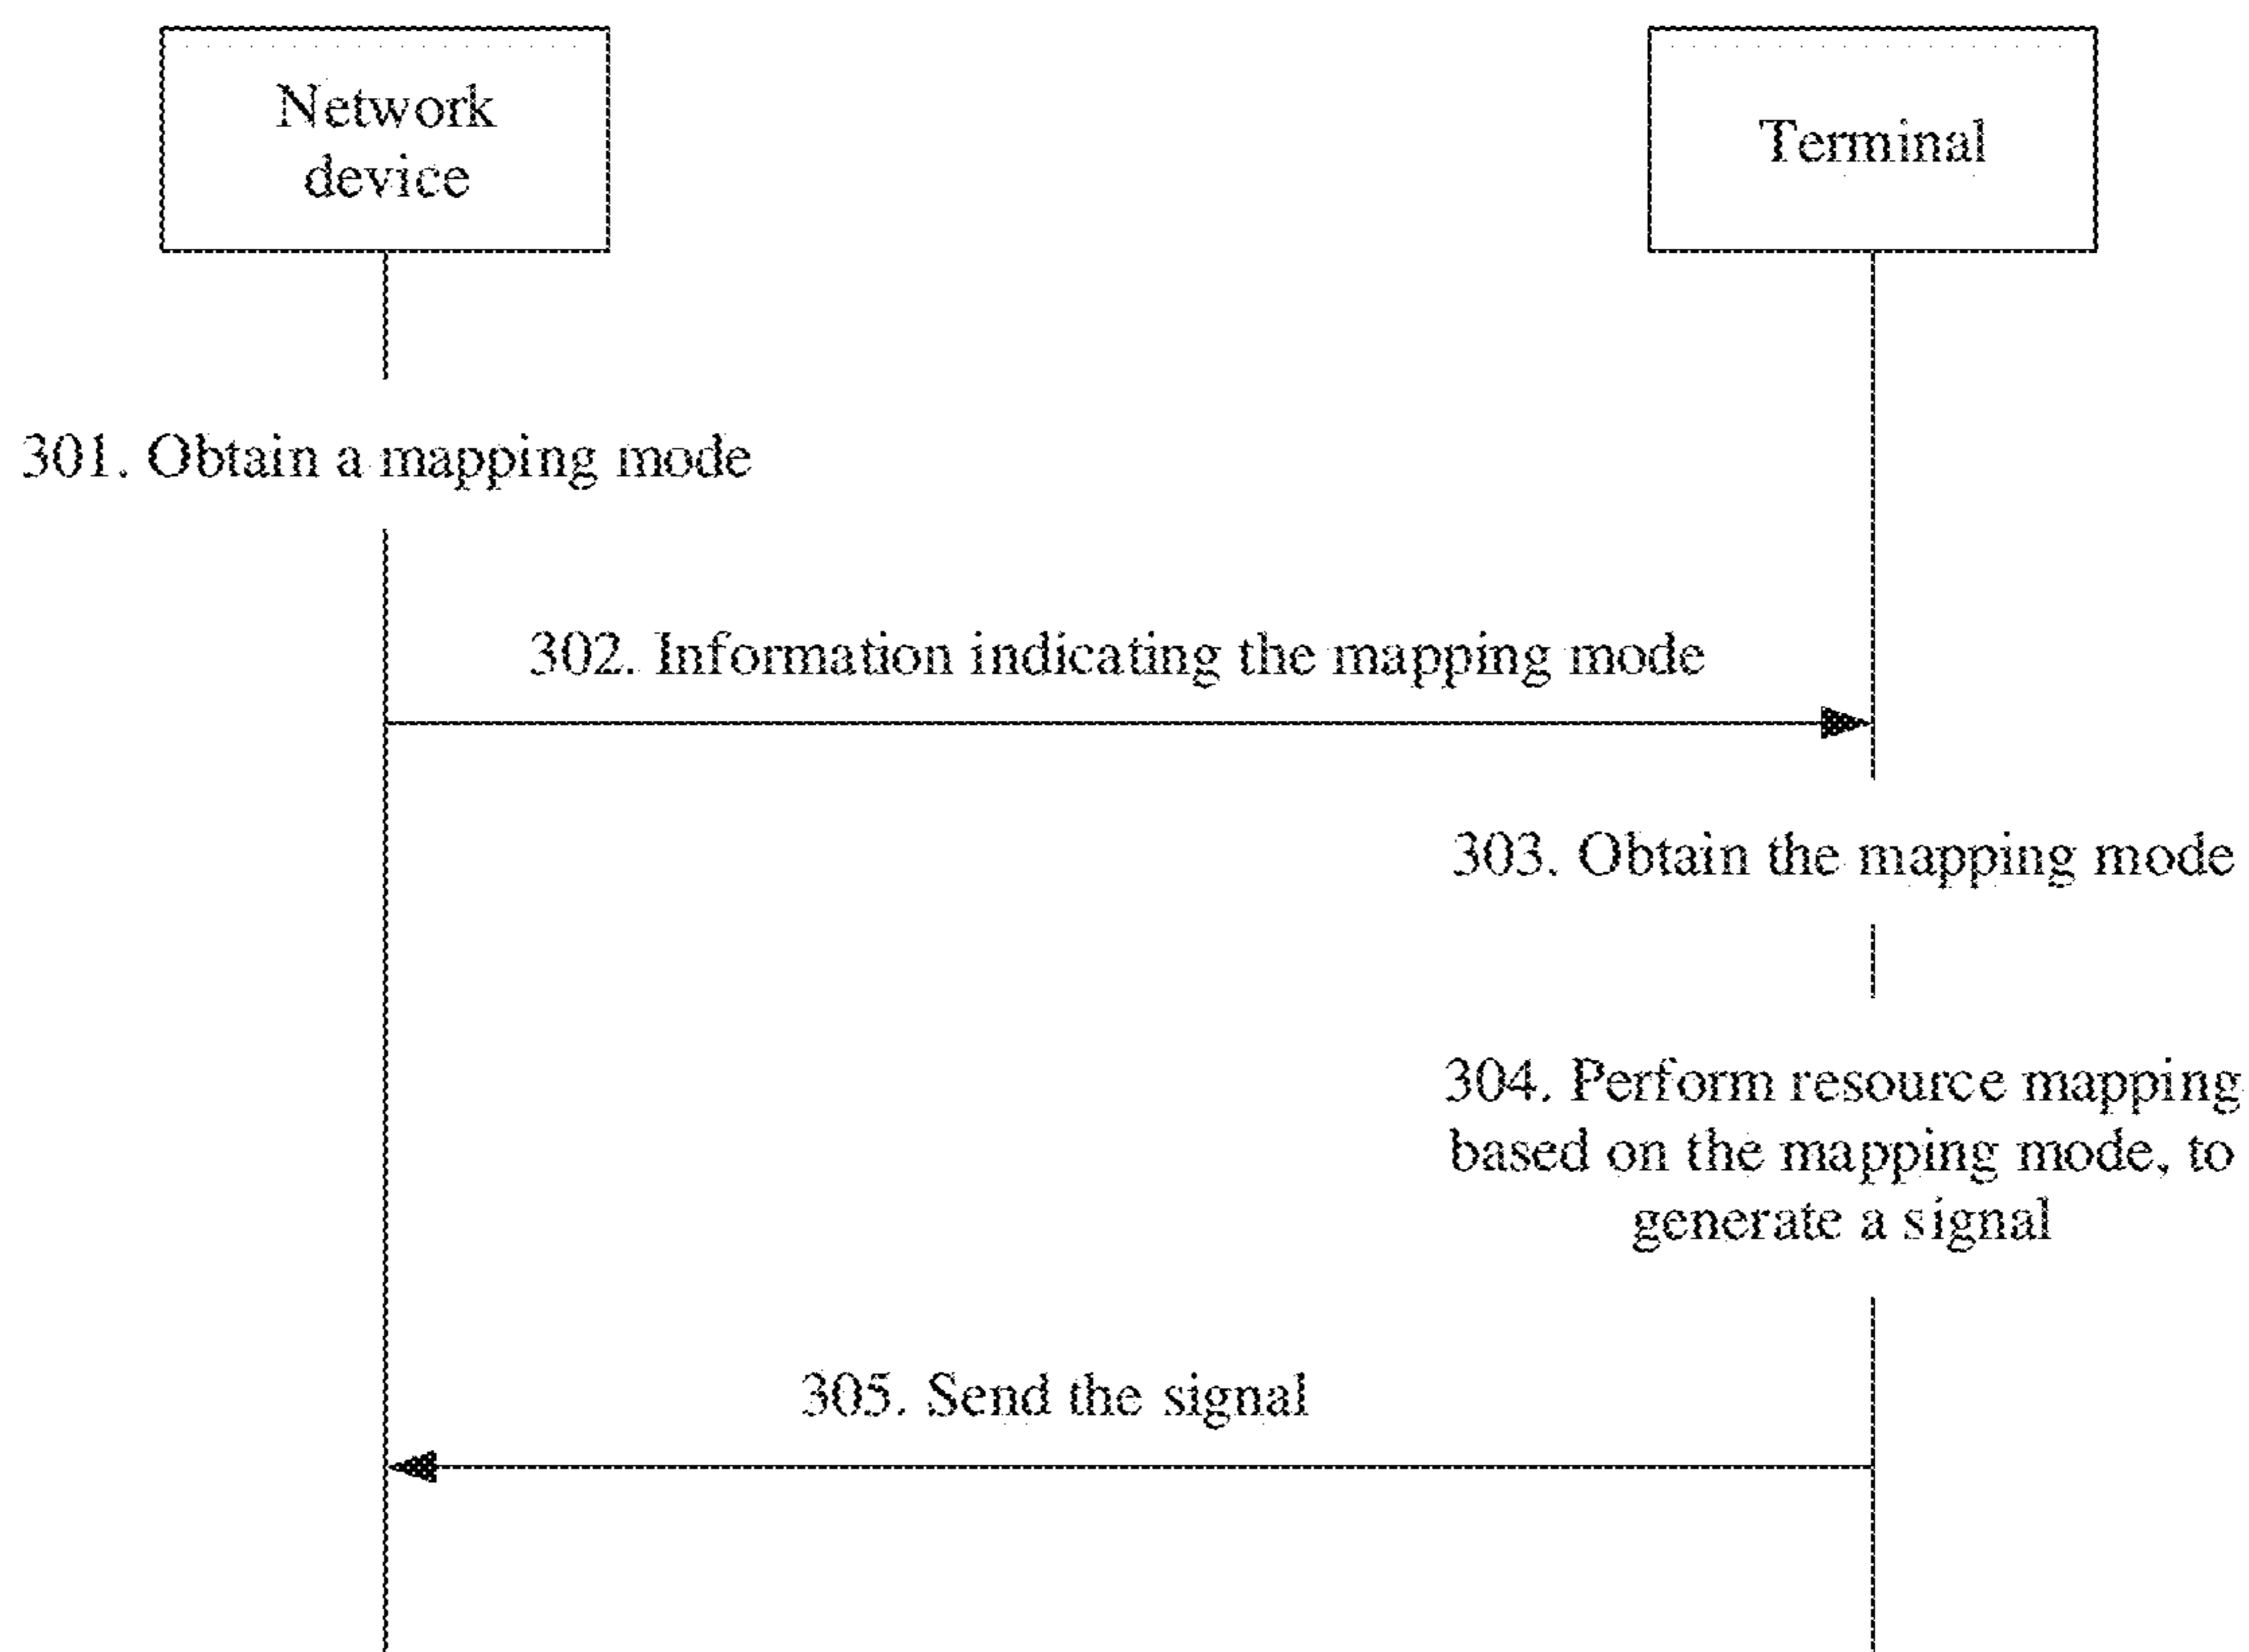 Network
device
Terminal
301. Obtain a mapping mode
302. Information indicating the mapping mode
303. Obtain the mapping mode
304. Perform resource mapping
based on the mapping mode, to
generate a signal
305. Send the signal